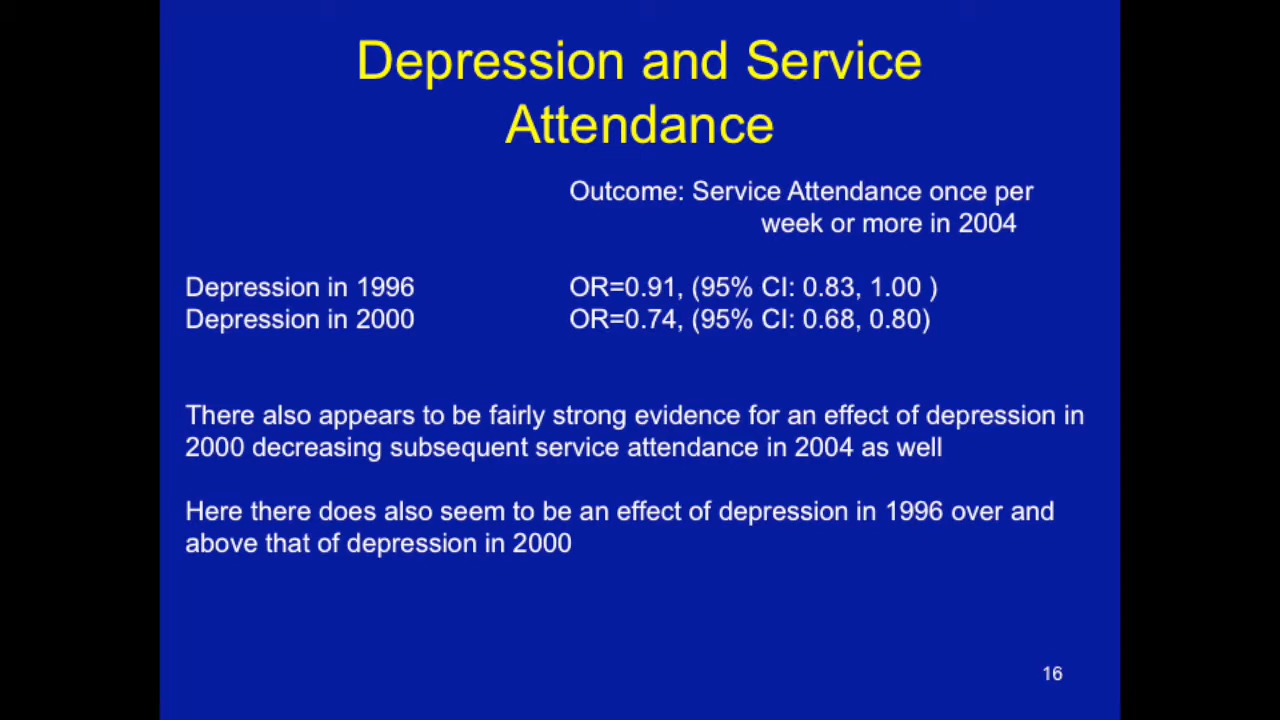 Depression and Service
Attendance
Outcome: Service Attendance once per
week or more in 2004
Depression in 1996 OR=0.91, (95% CI: 0.83, 1.00 )
Depression in 2000 OR=0.74, (95% CI: 0.68, 0.80)
There also appears to be fairly strong evidence for an effect of depression in
2000 decreasing subsequent service attendance in 2004 as well
Here there does also seem to be an effect of depression in 1996 over and
above that of depression in 2000
16